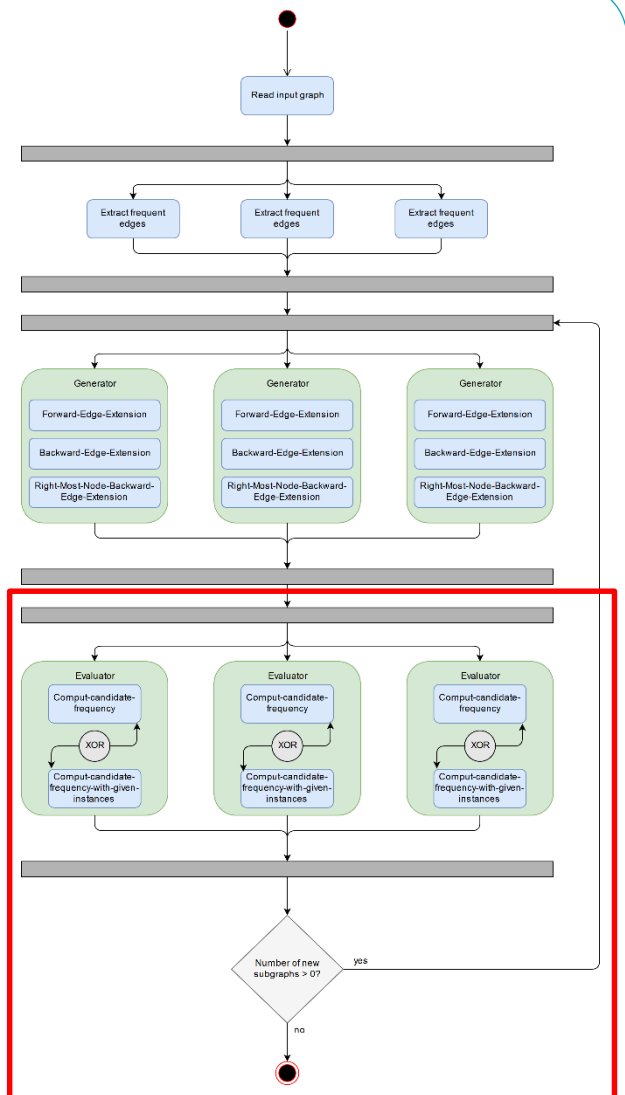 Read input graph
Extract frequent
edges
Extract frequent
edges
Extract frequent
edges
Generator
Forward-Edge-Extension
Backward-Edge-Extension
Right-Most-Node-Backward-
Edge-Extension
Generator
Forward-Edge-Extension
Backward-Edge-Extension
Right-Most-Node-Backward-
Edge-Extension
Generator
Forward-Edge-Extension
Backward-Edge-Extension
Right-Most-Node-Backward-
Edge-Extension
Evaluator
Comput-candidate-
frequency
XOR
Comput-candidate-
frequency-with-given-
instances
Evaluator
Comput-candidate-
frequency
XOR
Comput-candidate-
frequency-with-given-
instances
Evaluator
Comput-candidate-
frequency
XOR
Comput-candidate-
frequency-with-given-
instances
Number of new
subgraphs > 0?
yes
no